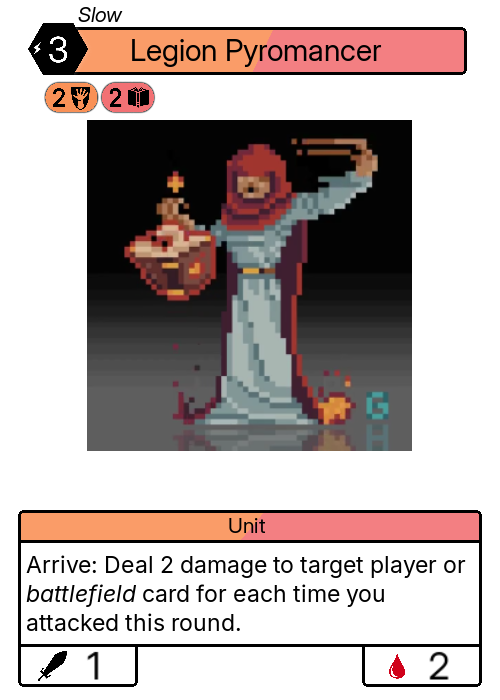 Slow
3 Legion Pyromancer
2 2
G
Unit
Arrive: Deal 2 damage to target player or
battlefield card for each time you
attacked this round.
1 2